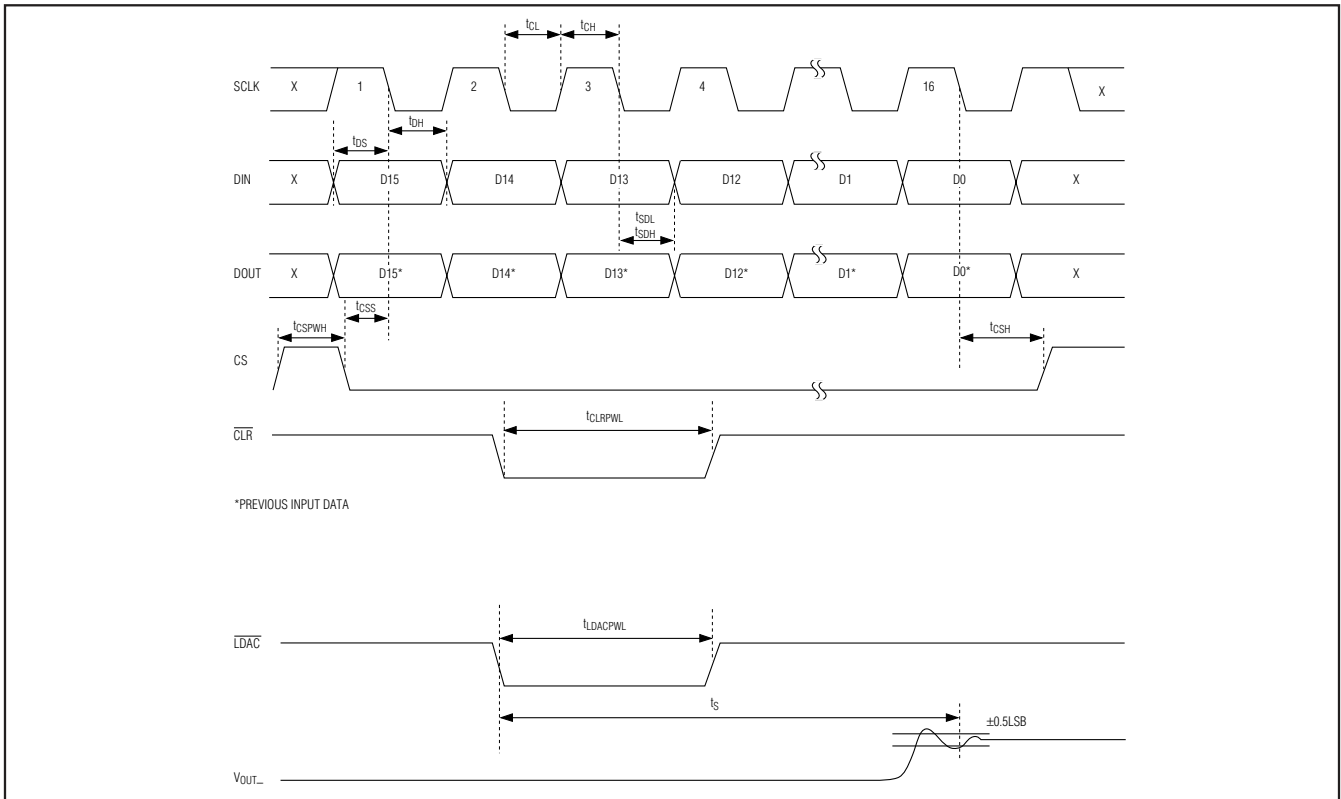 tCL tCH
SCLK X 1 2 3 4 16 X
tDS tDH
DIN X D15 D14 D13 D12 D1 D0 X
tSDL
tSDH
DOUT X D15* D14* D13* D12* D1* D0* X
tCSPWH tCSS tCSH
CS
tCLRPWL
CLR
*PREVIOUS INPUT DATA
tLDACPWL
LDAC
tS
±0.5LSB
VOUT_